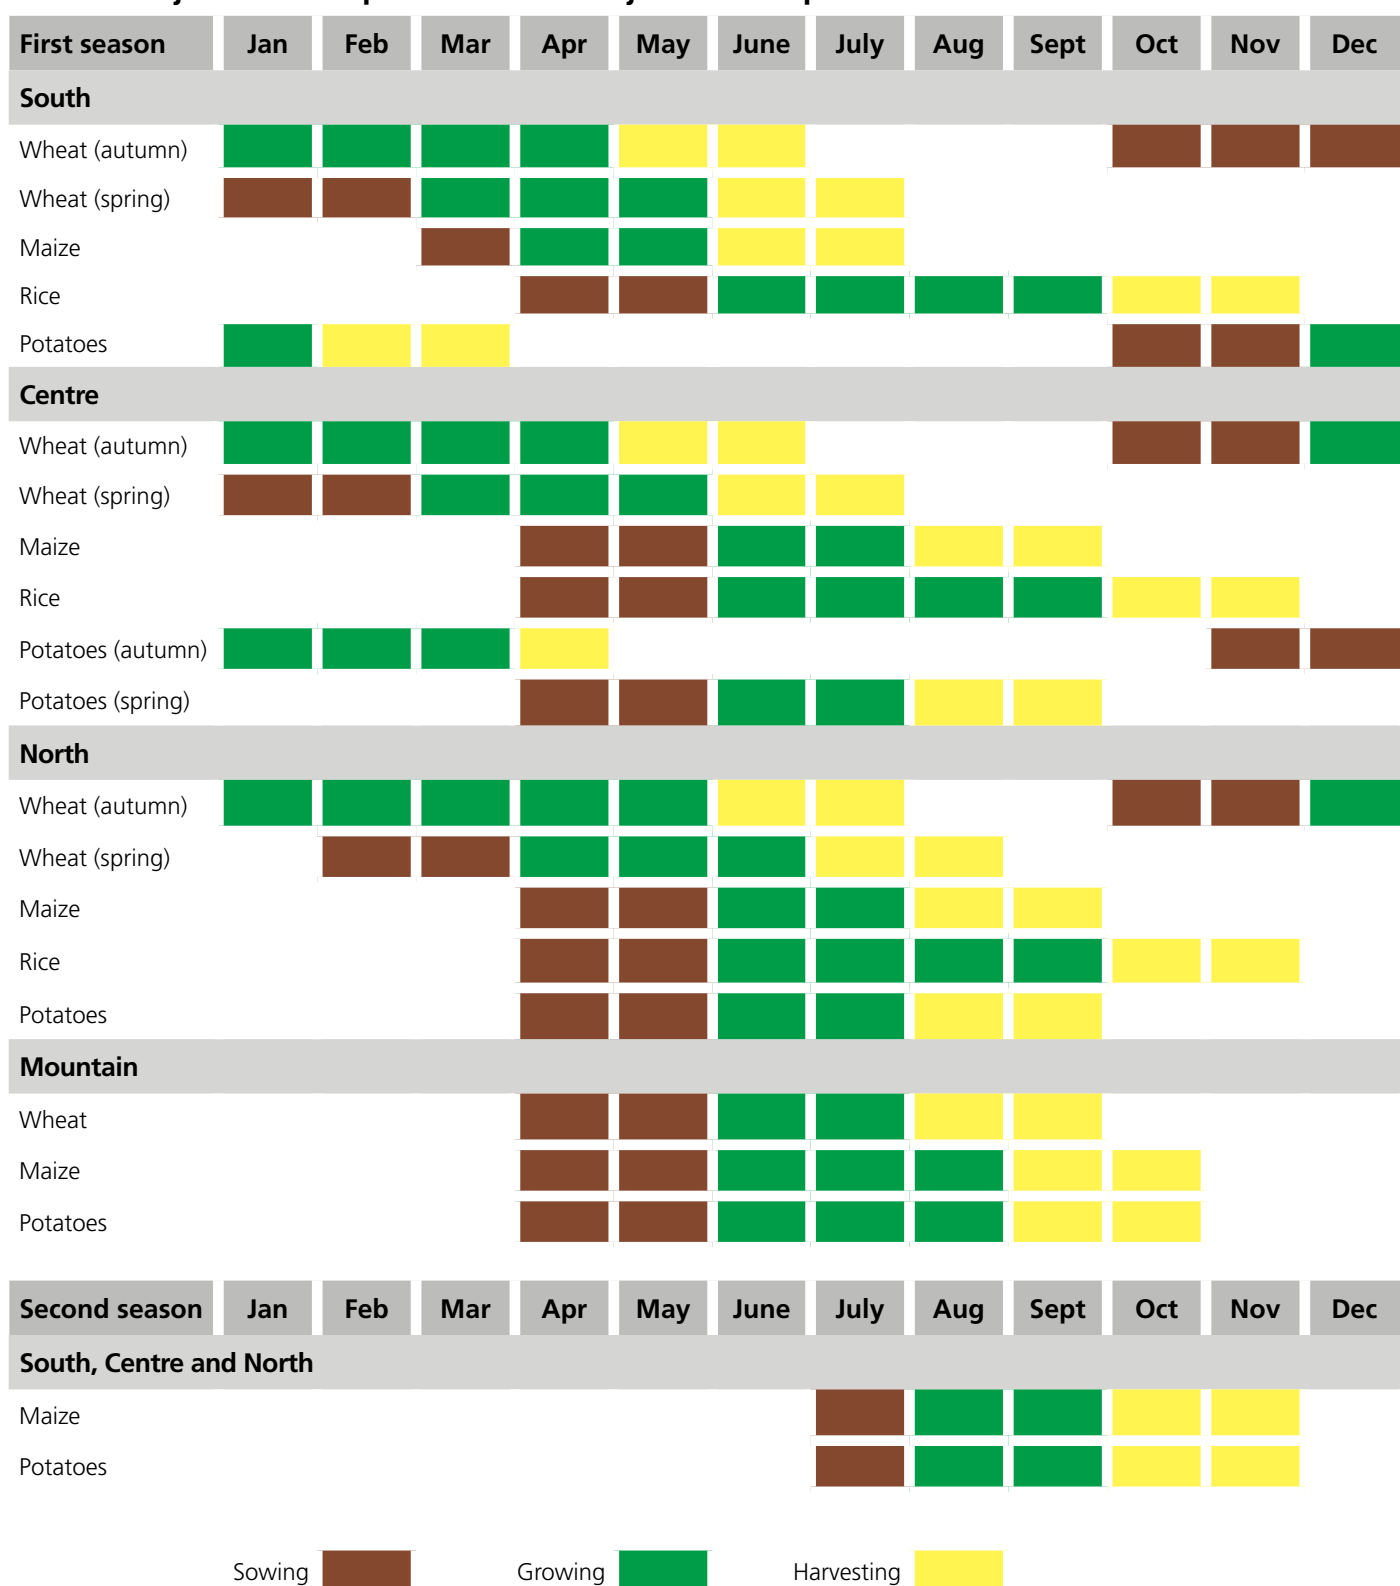 First season Jan Feb Mar Apr May June July Aug Sept Oct Nov Dec
South
Wheat (autumn)
Wheat (spring)
Maize
Rice
Potatoes
Centre
Wheat (autumn)
Wheat (spring)
Maize
Rice
Potatoes (autumn)
Potatoes (spring)
North
Wheat (autumn)
Wheat (spring)
Maize
Rice
Potatoes
Mountain
Wheat
Maize
Potatoes
Second season Jan Feb Mar Apr May June July Aug Sept Oct Nov Dec
South, Centre and North
Maize
Potatoes
Sowing Growing Harvesting